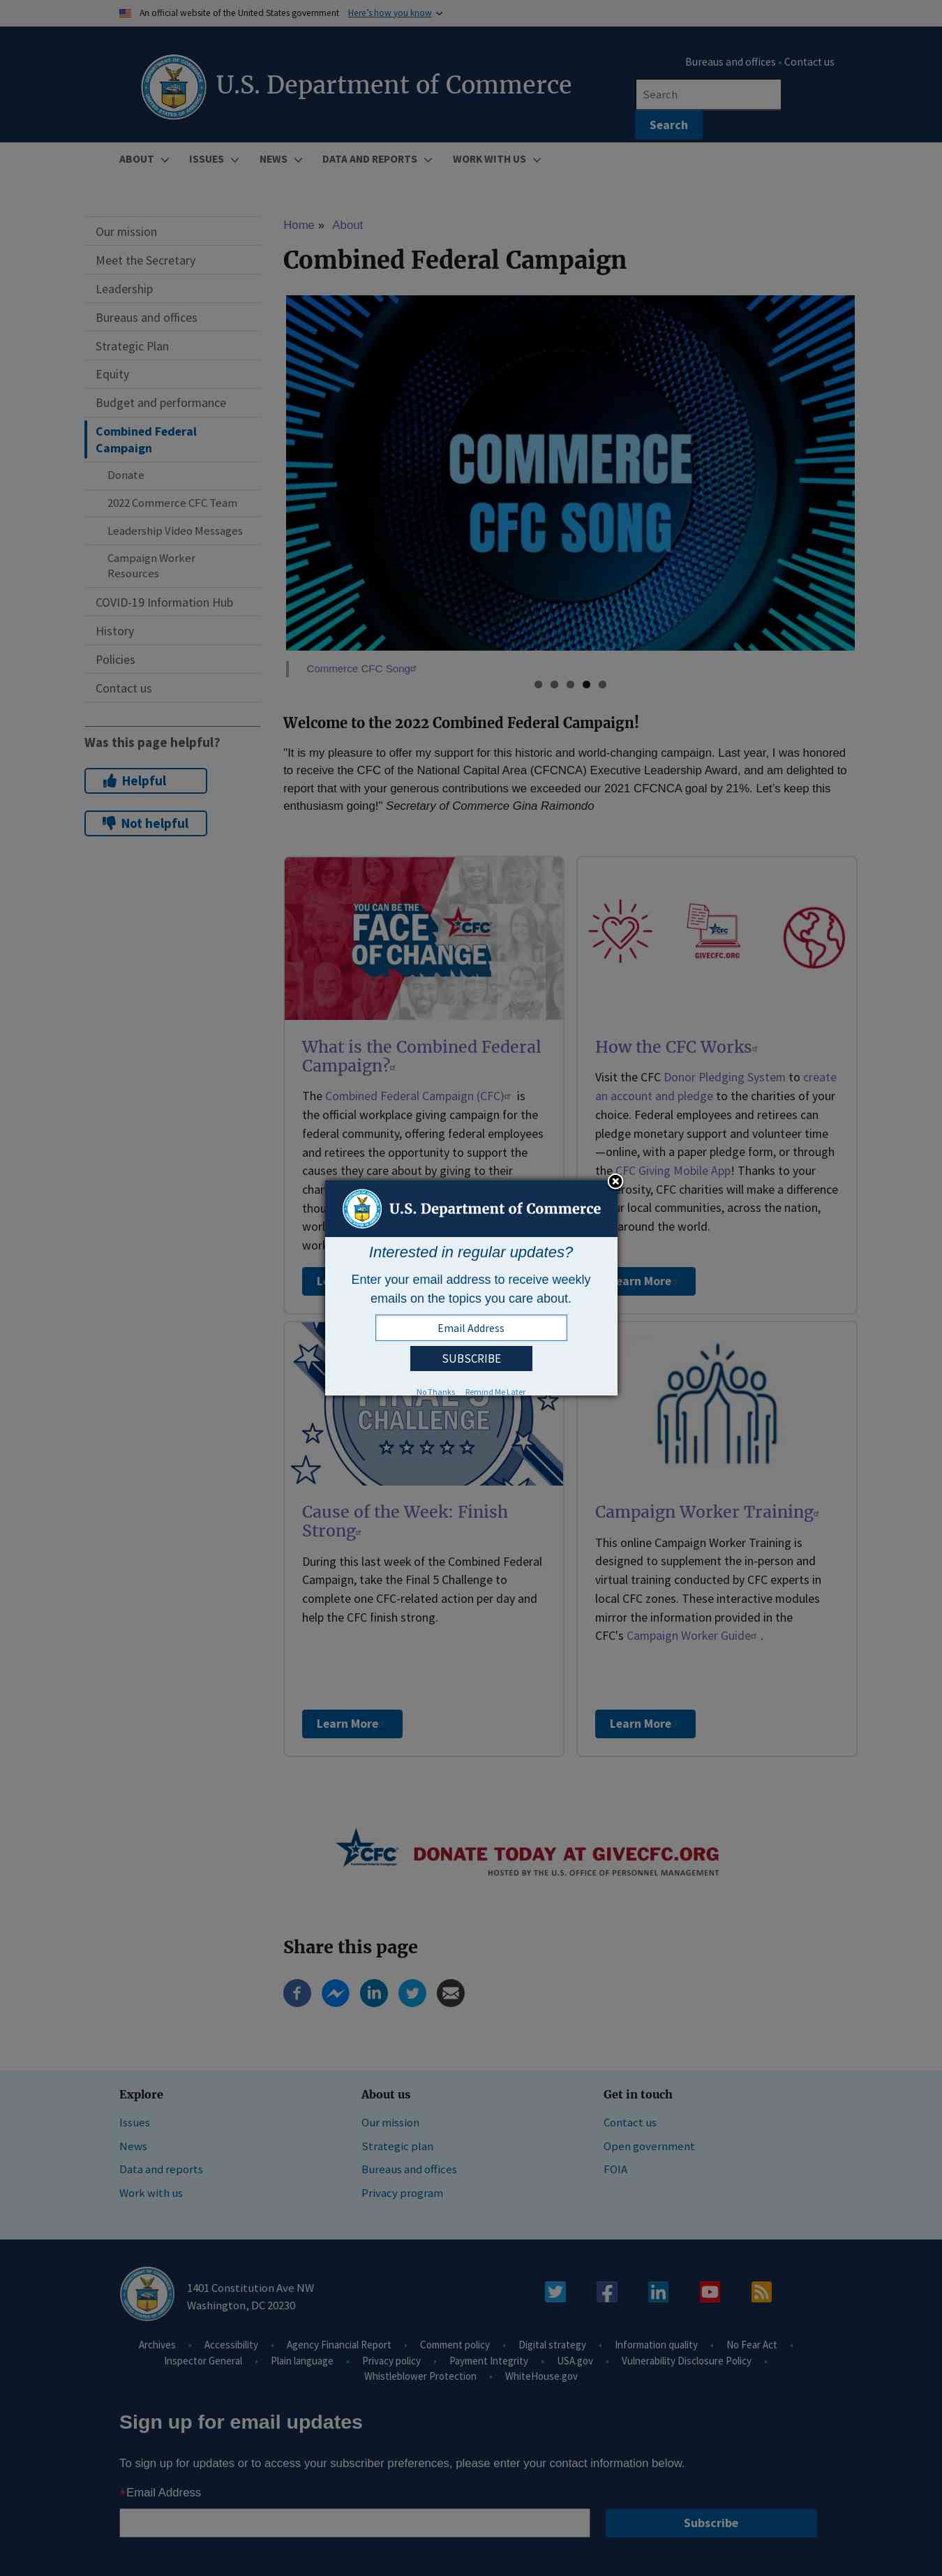 An official website of the United States government Here's how you know
U.S. Department of Commerce
Bureaus and offices - Contact us
Search
Search
ABOUT ISSUES NEWS DATA AND REPORTS WORK WITH US
Our mission
Meet the Secretary
Leadership
Bureaus and offices
Strategic Plan
Equity
Budget and performance
Combined Federal
Campaign
Donate
2022 Commerce CFC Team
Leadership Video Messages
Campaign Worker
Resources
COVID-19 Information Hub
History
Policies
Contact us
Was this page helpful?
Helpful
Not helpful
Home » About
Combined Federal Campaign
COMMERCE
CFC SONG
Commerce CFC Song
Welcome to the 2022 Combined Federal Campaign!
"It is my pleasure to offer my support for this historic and world-changing campaign. Last year, I was honored
to receive the CFC of the National Capital Area (CFCNCA) Executive Leadership Award, and am delighted to
report that with your generous contributions we exceeded our 2021 CFCNCA goal by 21%. Let's keep this
enthusiasm going!" Secretary of Commerce Gina Raimondo
YOU CAN BE THE
FACE
OF CHANGE
CFC
What is the Combined Federal
Campaign?
The Combined Federal Campaign (CFC) is
the official workplace giving campaign for the
federal community, offering federal employees
and retirees the opportunity to support the
causes they care about by giving to their
CFC
GIVECFC.ORG
How the CFC Works
Visit the CFC Donor Pledging System to create
an account and pledge to the charities of your
choice. Federal employees and retirees can
pledge monetary support and volunteer time
—online, with a paper pledge form, or through
the CFC Giving Mobile App! Thanks to your
CFC charities will make a difference
local communities, across the nation,
around the world.
Learn More
U.S. Department of Commerce
Interested in regular updates?
Enter your email address to receive weekly
emails on the topics you care about.
Email Address
SUBSCRIBE
No Thanks Remind Me Later
CHALLENGE
Cause of the Week: Finish
Strong
During this last week of the Combined Federal
Campaign, take the Final 5 Challenge to
complete one CFC-related action per day and
help the CFC finish strong.
Learn More
Campaign Worker Training
This online Campaign Worker Training is
designed to supplement the in-person and
virtual training conducted by CFC experts in
local CFC zones. These interactive modules
mirror the information provided in the
CFC's Campaign Worker Guide .
Learn More
CFC DONATE TODAY AT GIVECFC.ORG
HOSTED BY THE U.S. OFFICE OF PERSONNEL MANAGEMENT
Share this page
Explore
Issues
News
Data and reports
Work with us
About us
Our mission
Strategic plan
Bureaus and offices
Privacy program
Get in touch
Contact us
Open government
FOIA
1401 Constitution Ave NW
Washington, DC 20230
Archives • Accessibility • Agency Financial Report • Comment policy • Digital strategy • Information quality • No Fear Act •
Inspector General • Plain language • Privacy policy • Payment Integrity • USA.gov • Vulnerability Disclosure Policy •
Whistleblower Protection • WhiteHouse.gov
Sign up for email updates
To sign up for updates or to access your subscriber preferences, please enter your contact information below.
*Email Address
Subscribe